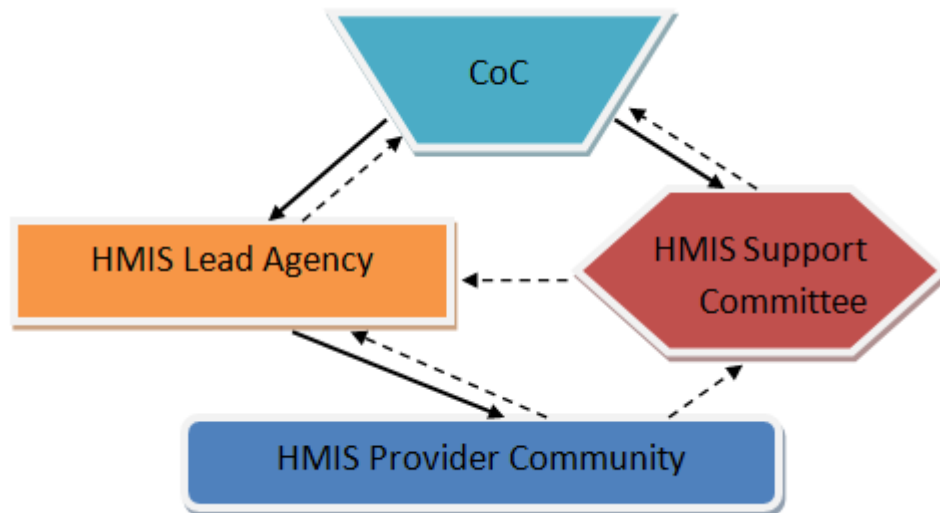 CoC
HMIS Lead Agency
HMIS Support
Committee
HMIS Provider Community